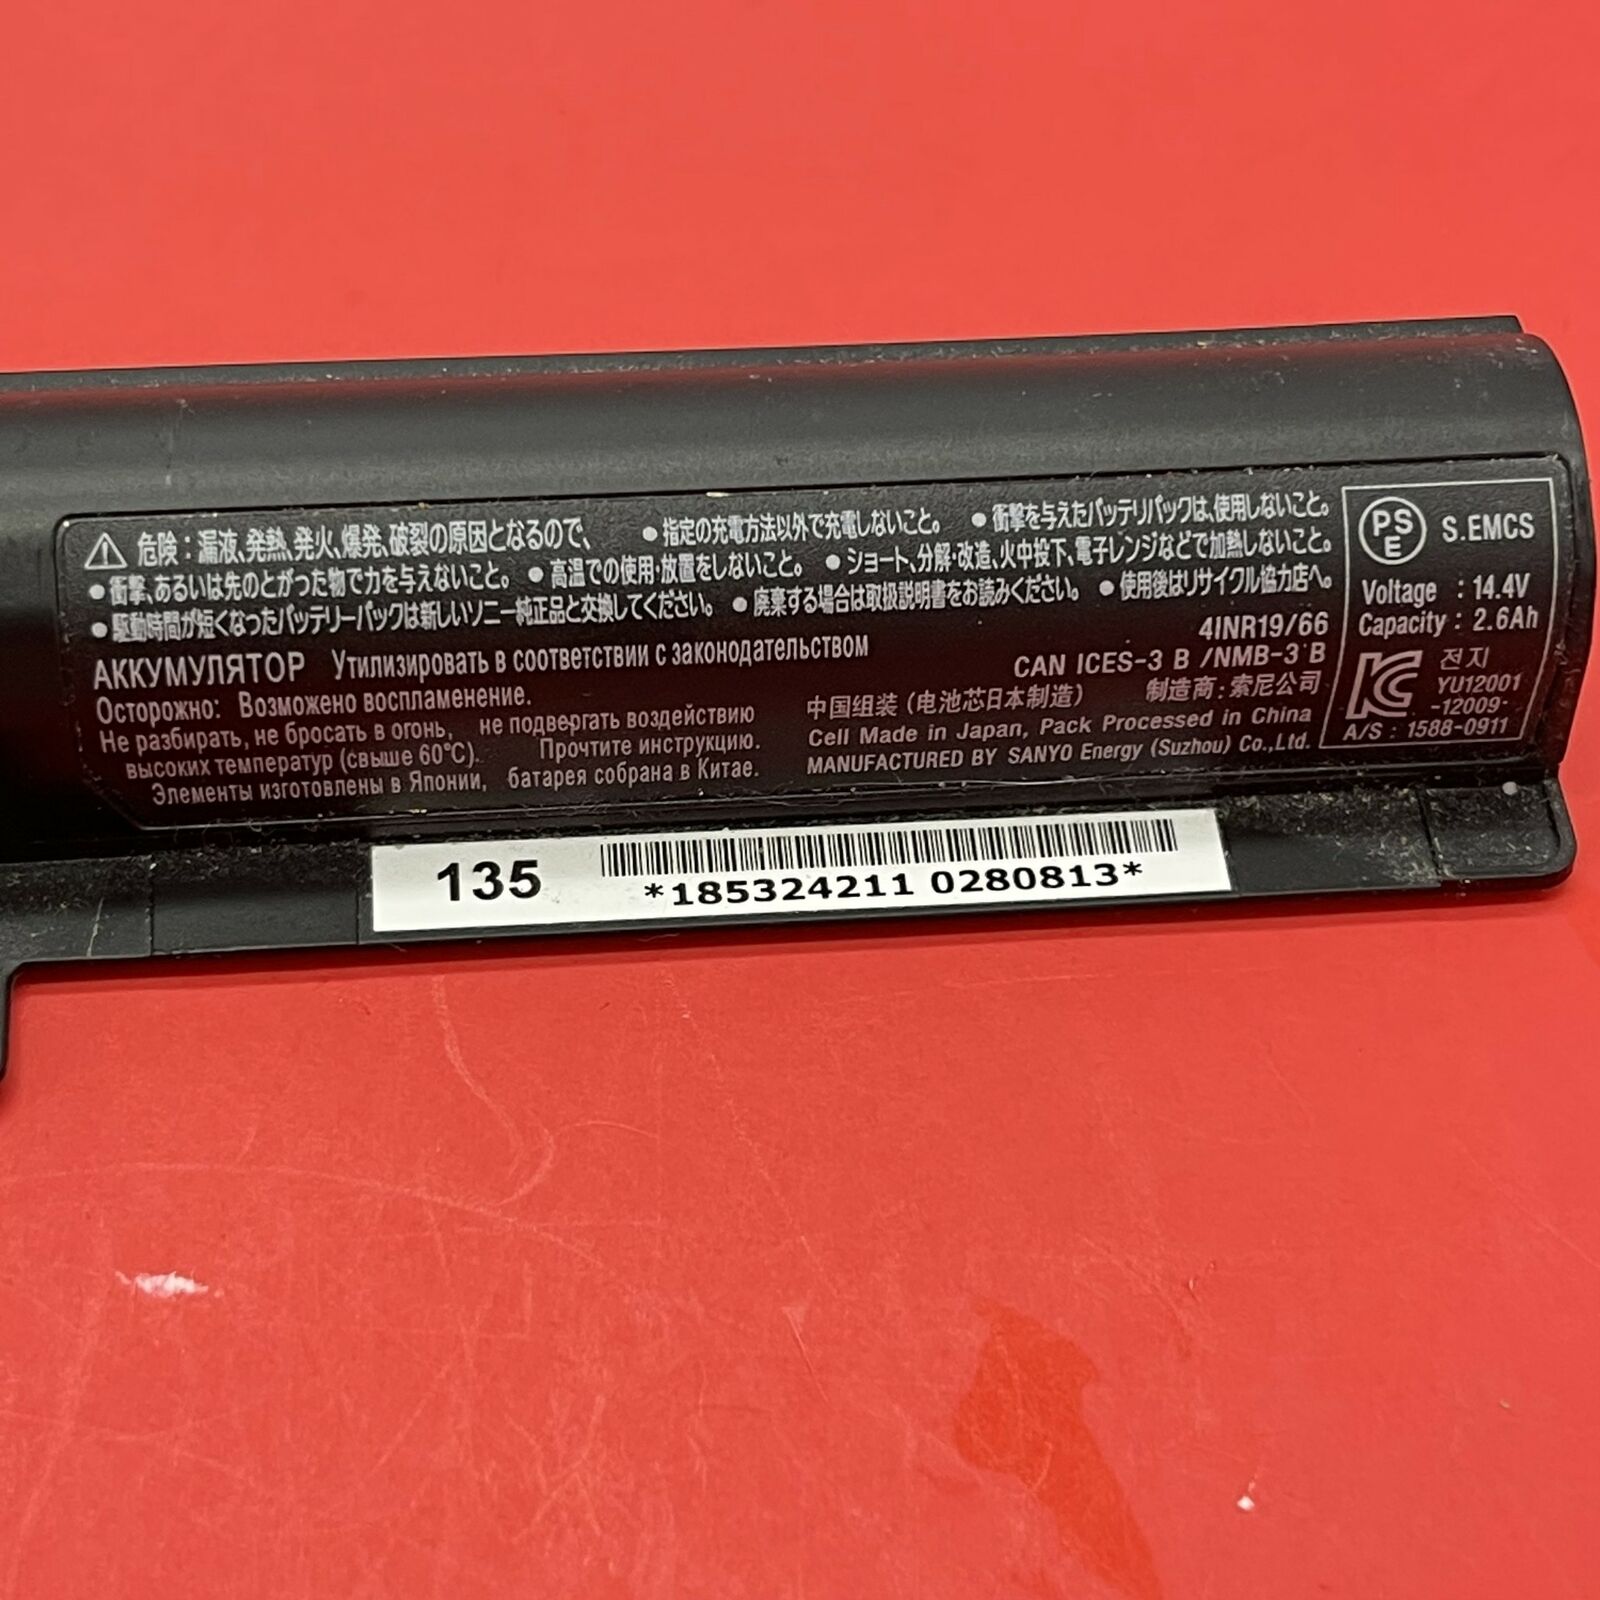 危険：漏液、発熱、発火、爆発、破裂の原因となるので、 ●指定の充電方法以外で充電しないこと。 ●衝撃を与えたバッテリパックは、使用しないこと。
●衝撃、あるいは先のとがった物で力を与えないこと。 ●高温での使用・放置をしないこと。 ●ショート、分解・改造、火中投下、電子レンジなどで加熱しないこと。
●駆動時間が短くなったバッテリーパックは新しいソニー純正品と交換してください。 ●廃棄する場合は取扱説明書をお読みください。 ●使用後はリサイクル協力店へ。
АККУМУЛЯТОР Утилизировать в соответствии с законодательством
Осторожно: Возможено воспламенение.
Не разбирать, не бросать в огонь, не подвергать воздействию
высоких температур (свыше 60°C). Прочтите инструкцию.
Элементы изготовлены в Японии, батарея собрана в Китае.
4INR19/66
CAN ICES-3 B /NMB-3 B
中国组装（电池芯日本制造） 制造商：索尼公司
Cell Made in Japan, Pack Processed in China
MANUFACTURED BY SANYO Energy (Suzhou) Co.,Ltd.
PS
E
S.EMCS
Voltage : 14.4V
Capacity : 2.6Ah
전지
YU12001
-12009-
A/S : 1588-0911
135
*185324211 0280813*